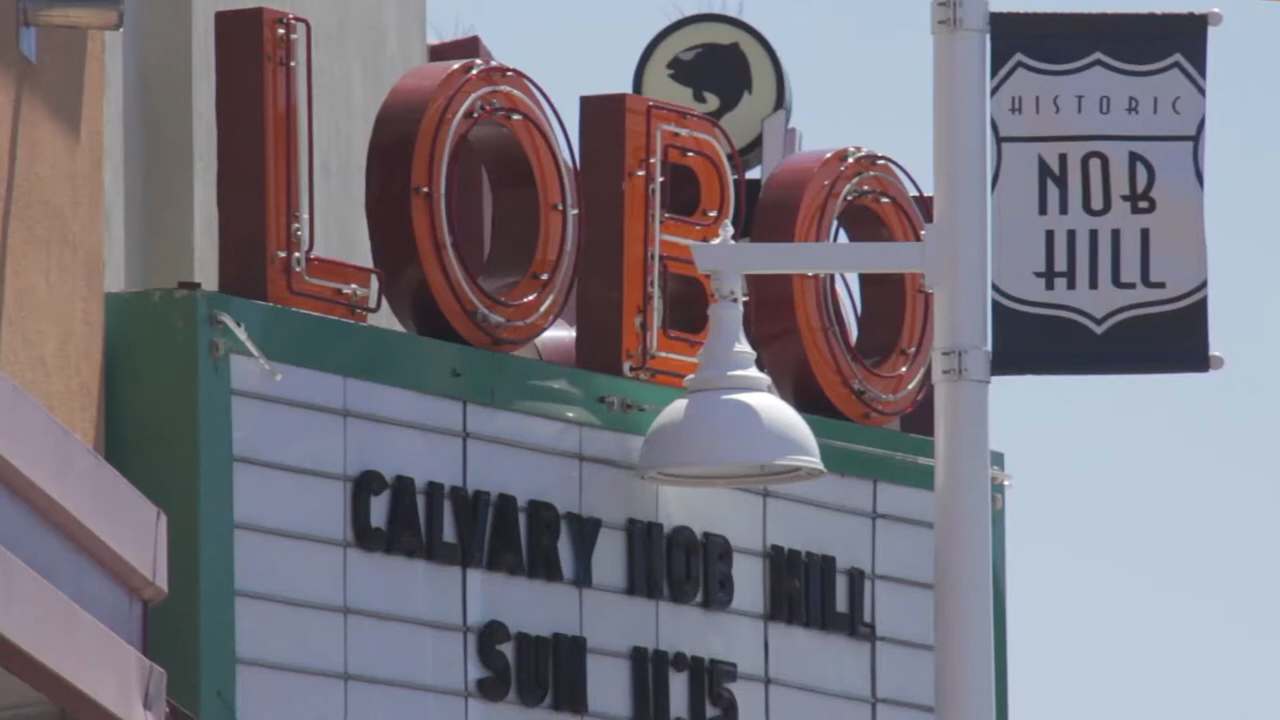 LOBO
HISTORIC
NOB
HILL
CALVARY NOB HILL
SUN 11:15